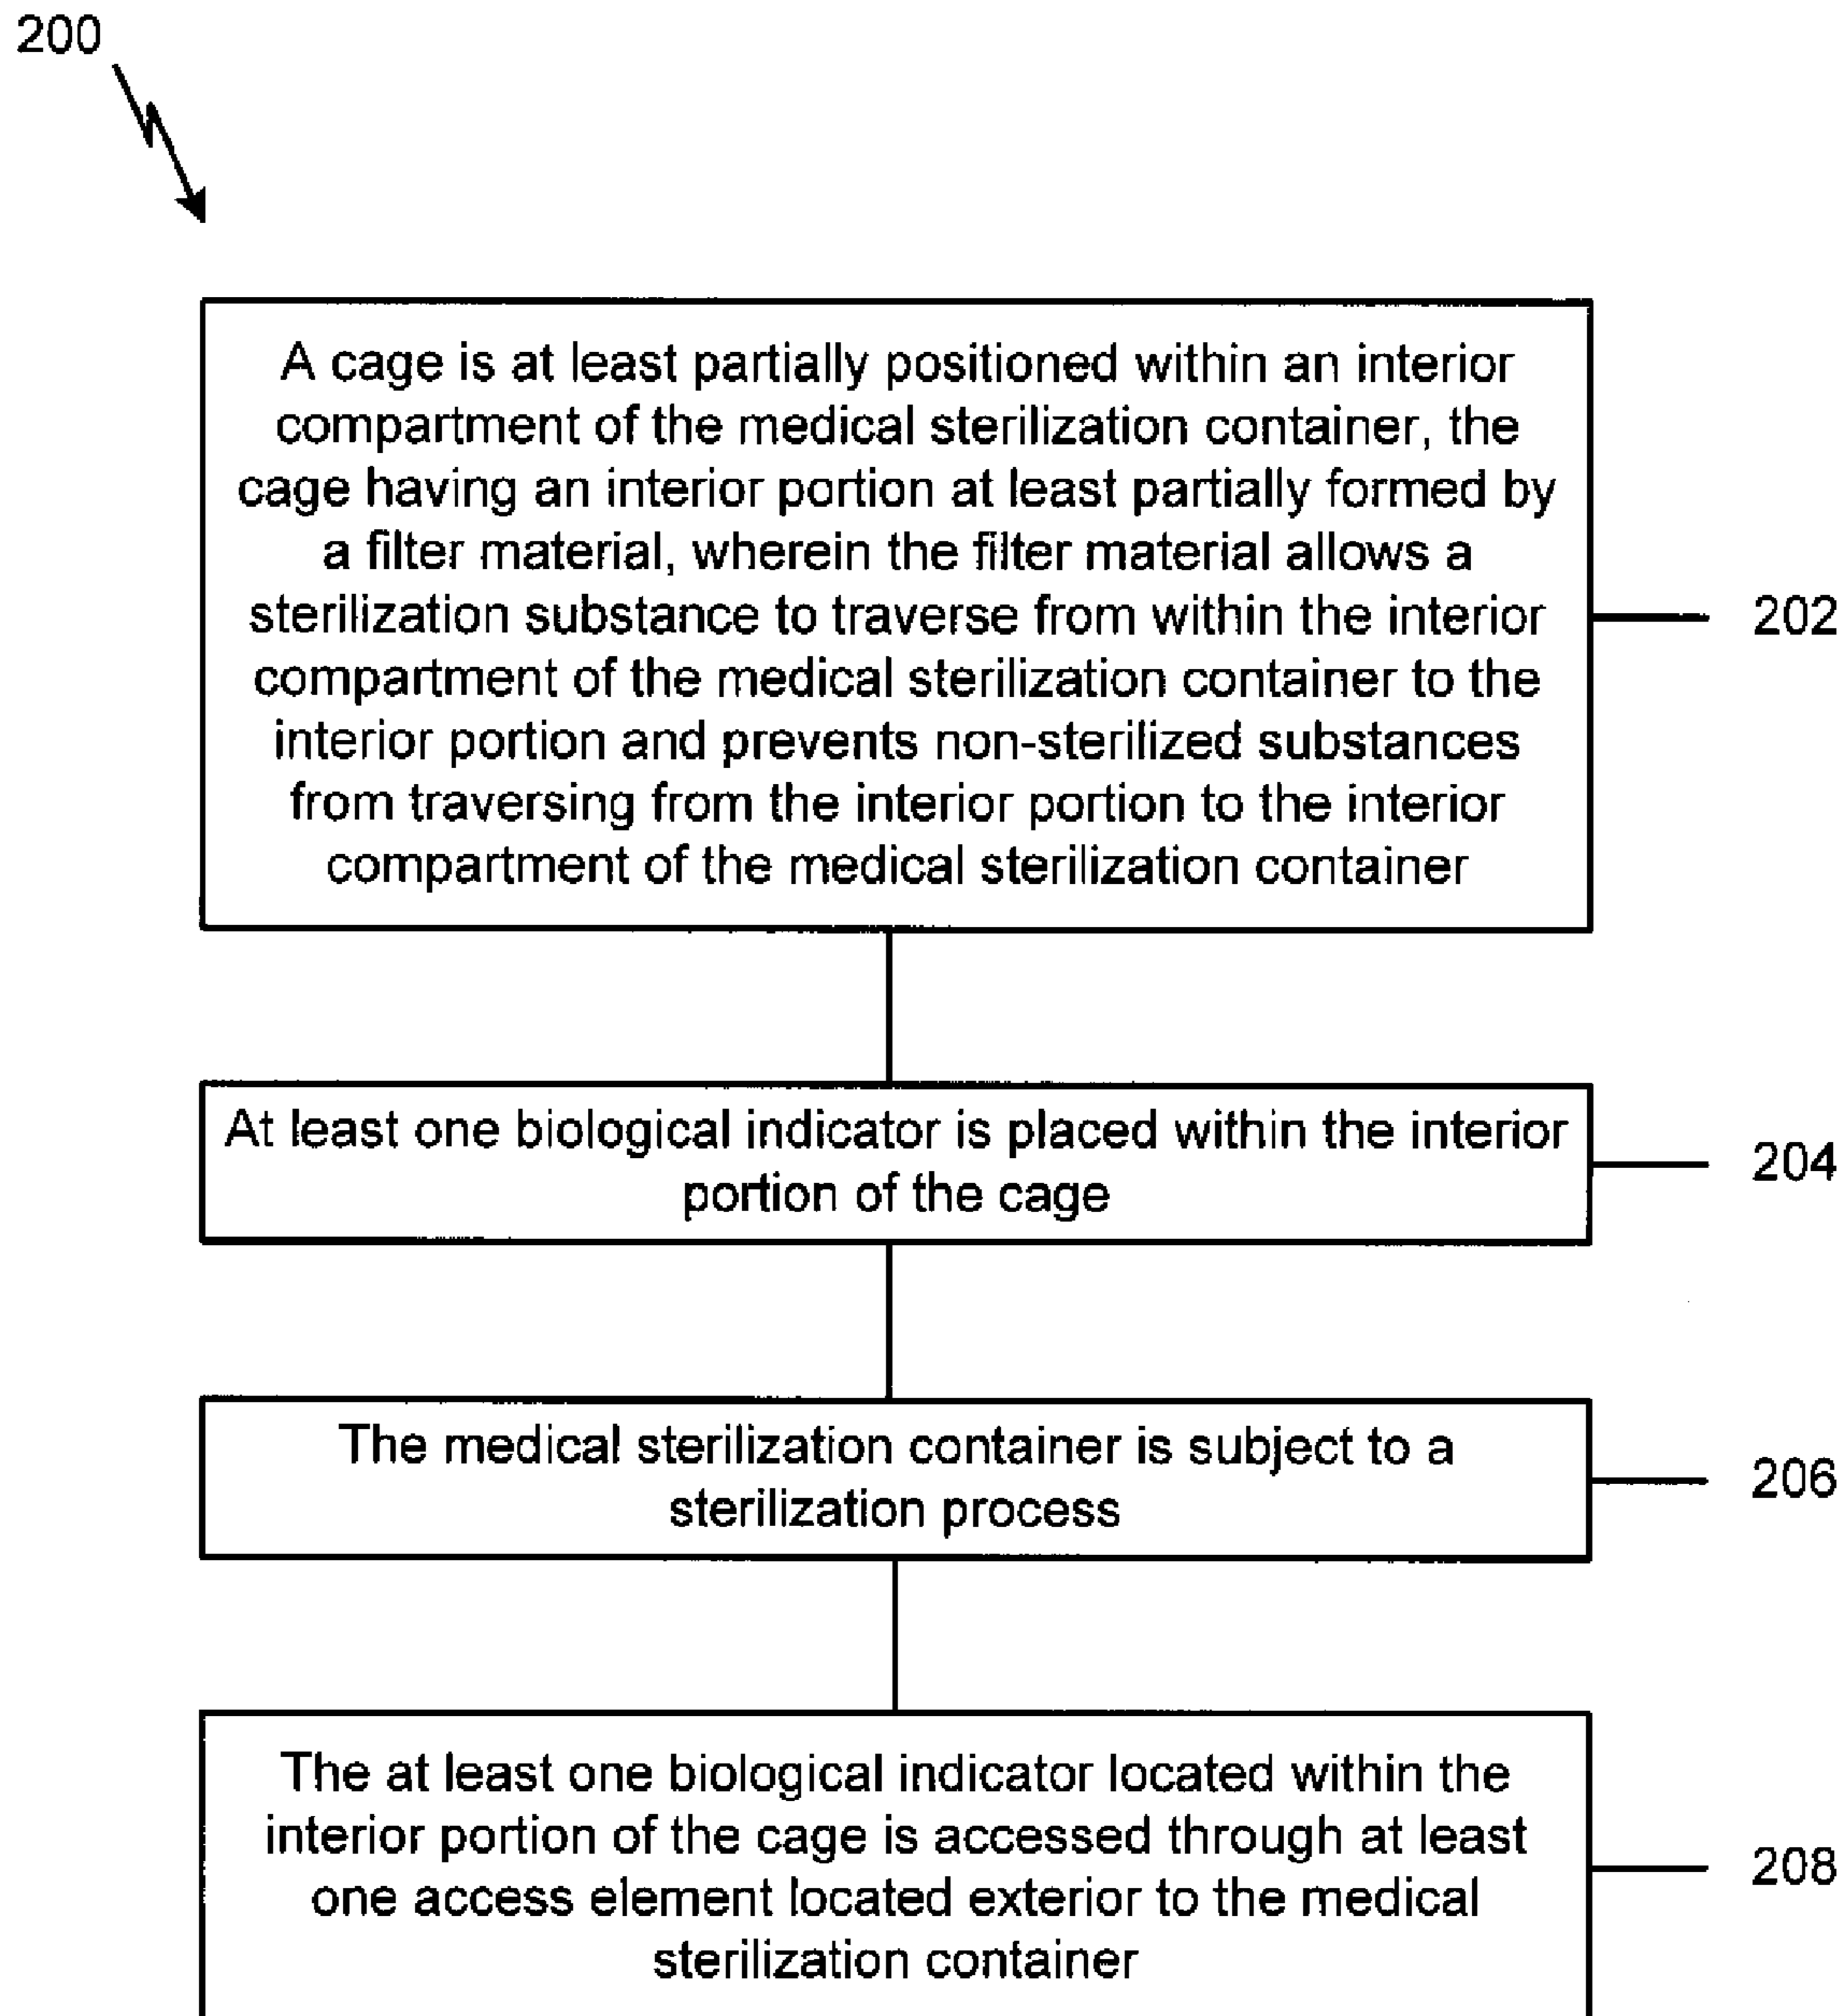 200
A cage is at least partially positioned within an interior
compartment of the medical sterilization container, the
cage having an interior portion at least partially formed by
a filter material, wherein the filter material allows a
sterilization substance to traverse from within the interior
compartment of the medical sterilization container to the
interior portion and prevents non-sterilized substances
from traversing from the interior portion to the interior
compartment of the medical sterilization container
202
At least one biological indicator is placed within the interior
portion of the cage
204
The medical sterilization container is subject to a
sterilization process
206
The at least one biological indicator located within the
interior portion of the cage is accessed through at least
one access element located exterior to the medical
sterilization container
208